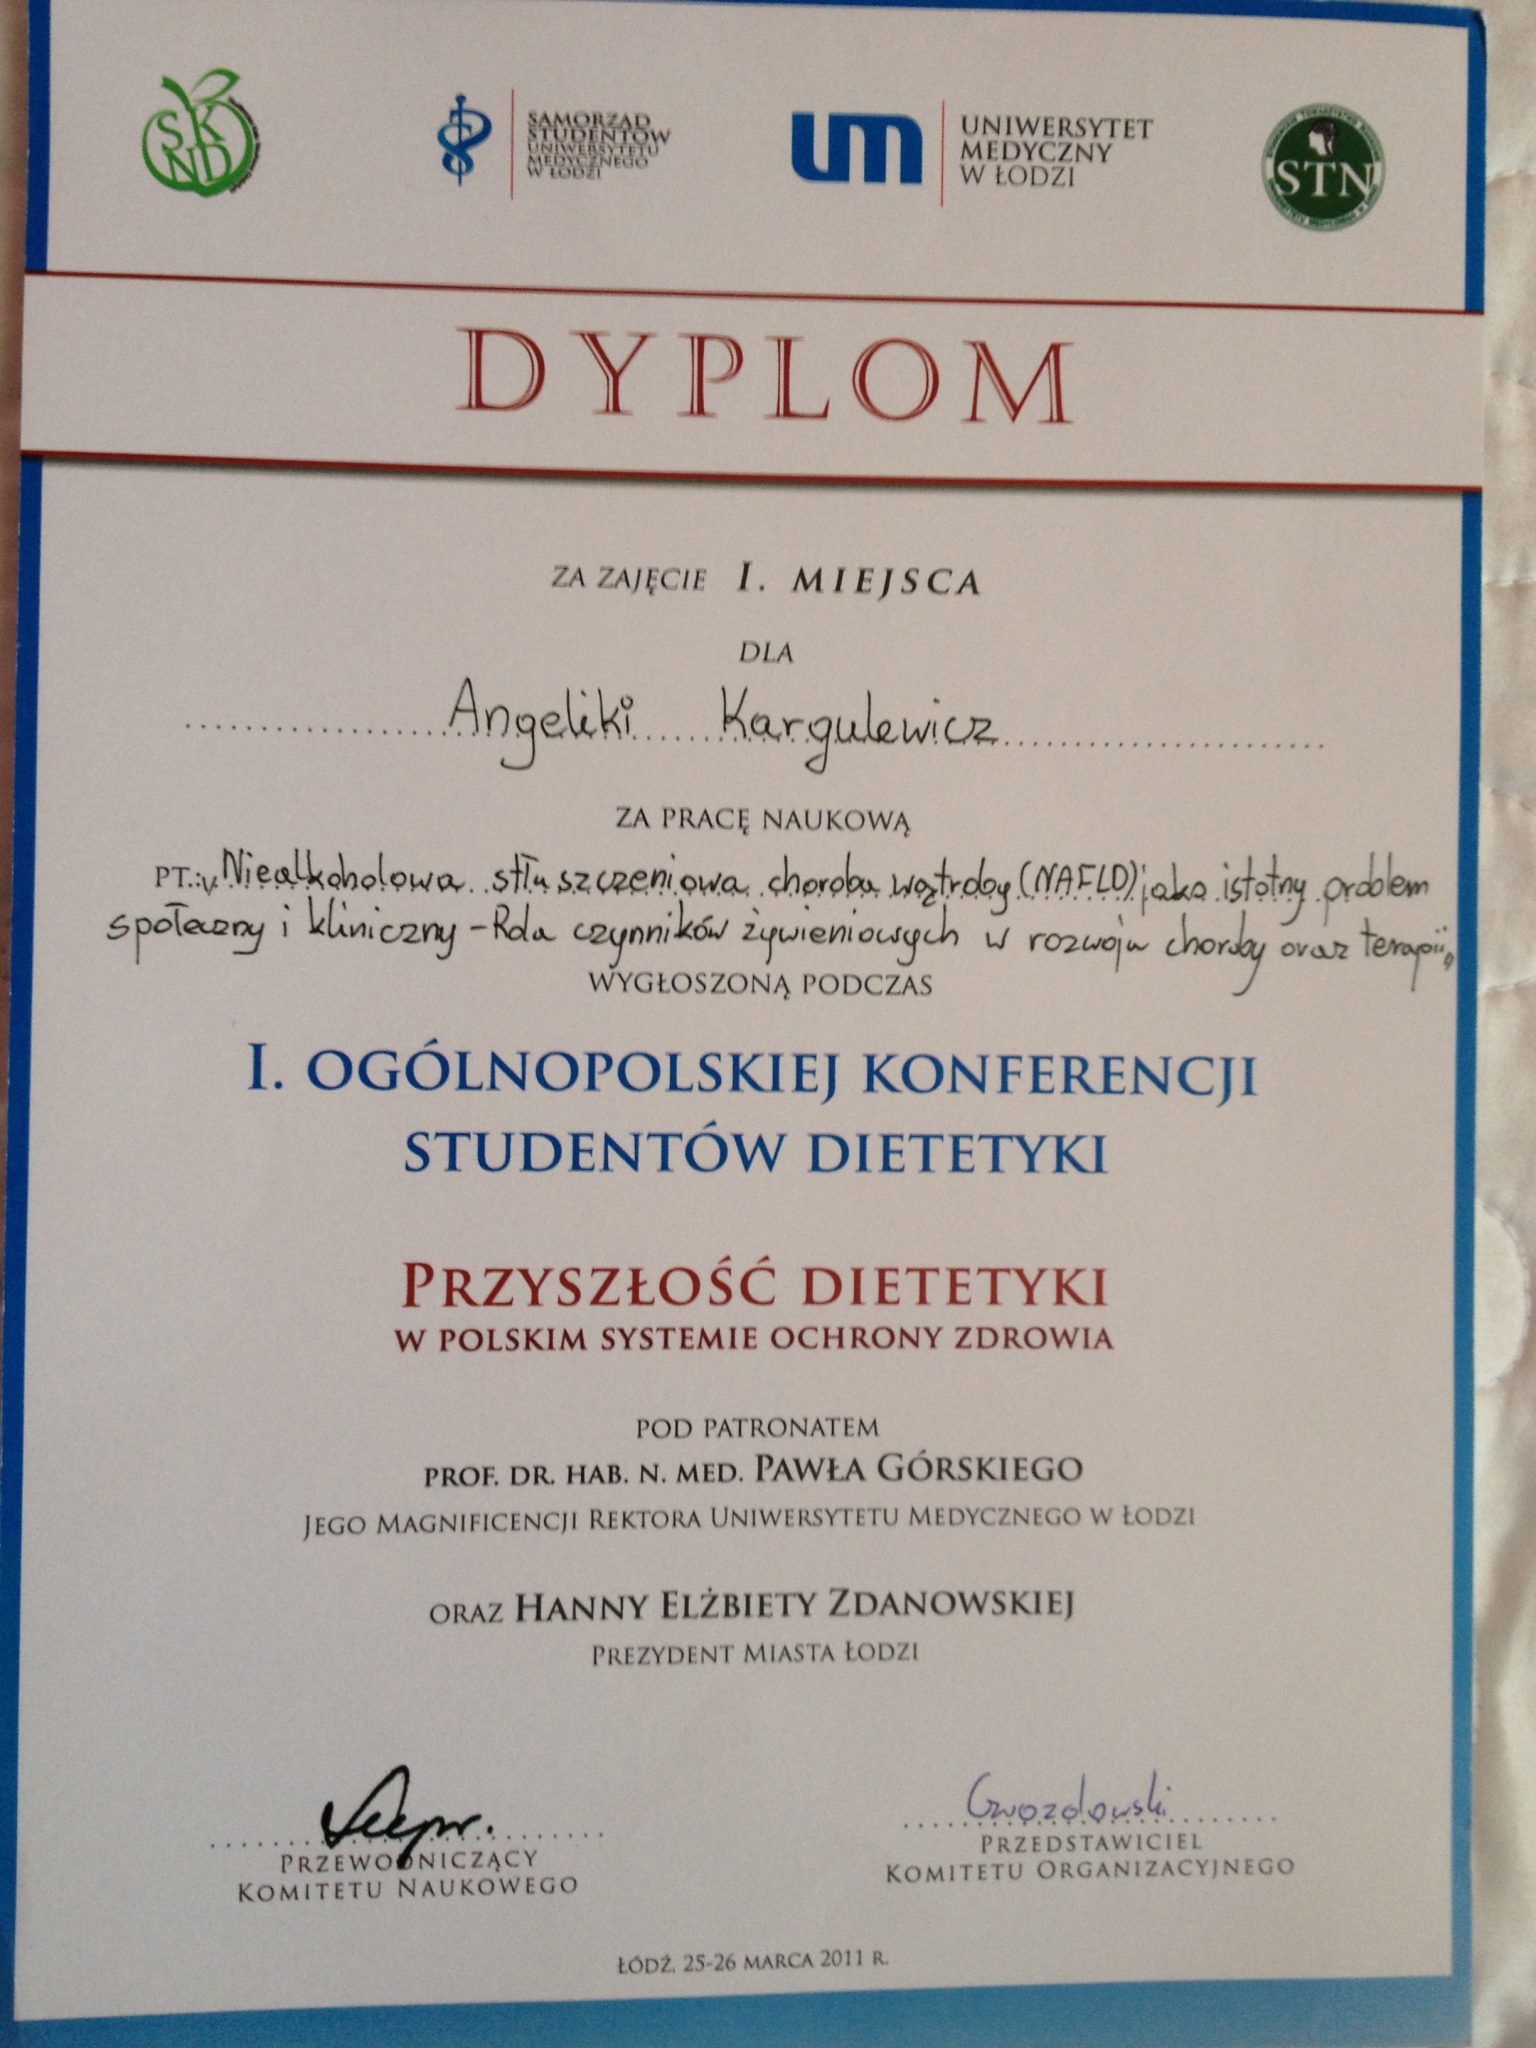 SKND
SAMORZĄD
STUDENTÓW
UNIWERSYTETU
MEDYCZNEGO
W ŁODZI
UNIWERSYTET
MEDYCZNY
W ŁODZI
STN
DYPLOM
ZA ZAJĘCIE I. MIEJSCA
DLA
Angeliki Kargulewicz
ZA PRACĘ NAUKOWĄ
PT.: „Niealkoholowa stłuszczeniowa choroba wątroby (NAFLD) jako istotny problem
społeczny i kliniczny - Rola czynników żywieniowych w rozwoju choroby oraz terapii"
WYGŁOSZONĄ PODCZAS
I. OGÓLNOPOLSKIEJ KONFERENCJI
STUDENTÓW DIETETYKI
PRZYSZŁOŚĆ DIETETYKI
W POLSKIM SYSTEMIE OCHRONY ZDROWIA
POD PATRONATEM
PROF. DR. HAB. N. MED. PAWŁA GÓRSKIEGO
JEGO MAGNIFICENCJI REKTORA UNIWERSYTETU MEDYCZNEGO W ŁODZI
ORAZ HANNY ELŻBIETY ZDANOWSKIEJ
PREZYDENT MIASTA ŁODZI
Gwozdowski
PRZEWODNICZĄCY
KOMITETU NAUKOWEGO
PRZEDSTAWICIEL
KOMITETU ORGANIZACYJNEGO
ŁÓDŹ, 25-26 MARCA 2011 R.